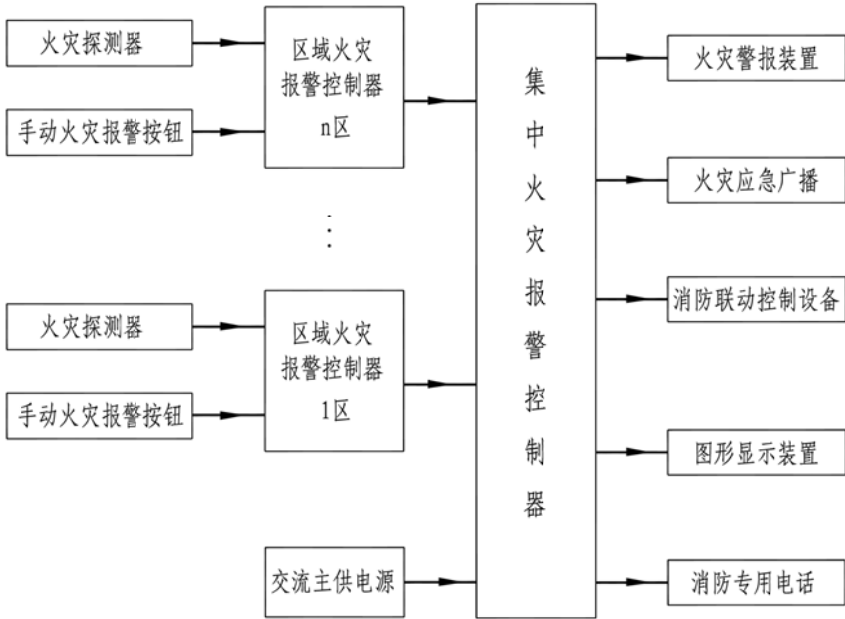 火灾探测器
手动火灾报警按钮
区域火灾
报警控制器
n区
火灾探测器
手动火灾报警按钮
区域火灾
报警控制器
1区
交流主供电源
集
中
火
灾
报
警
控
制
器
火灾警报装置
火灾应急广播
消防联动控制设备
图形显示装置
消防专用电话